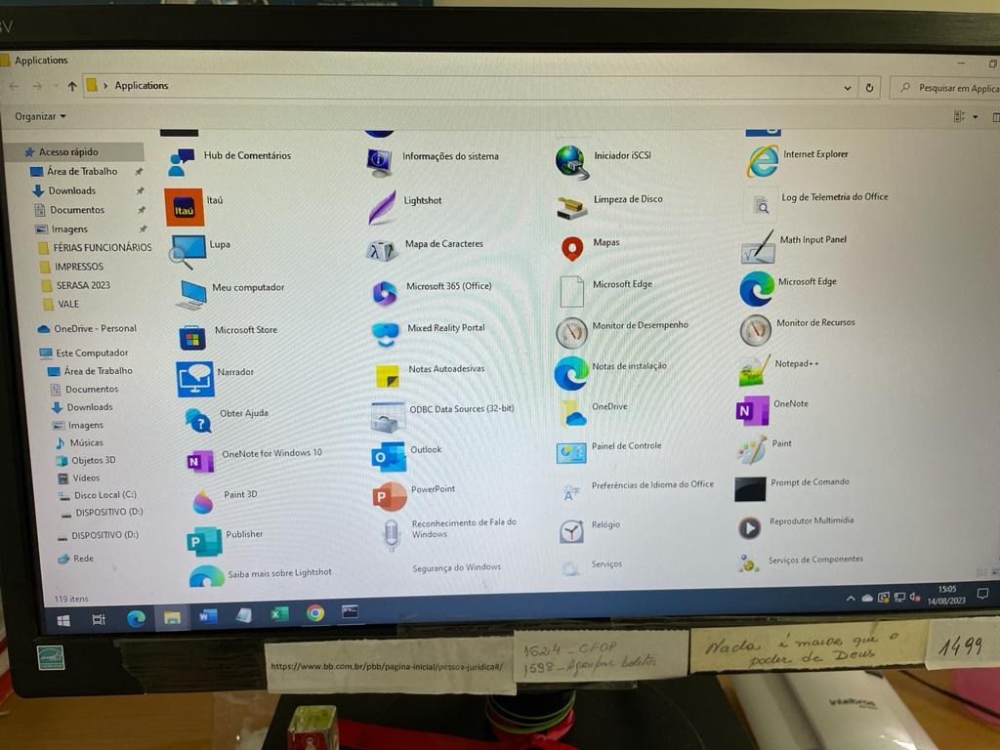 Applications
Applications
Pesquisar em Applica
Organizar
Acesso rápido
Área de Trabalho
Downloads
Documentos
Imagens
FÉRIAS FUNCIONÁRIOS
IMPRESSOS
SERASA 2023
VALE
OneDrive - Personal
Este Computador
Área de Trabalho
Documentos
Downloads
Imagens
Músicas
Objetos 3D
Vídeos
Disco Local (C:)
DISPOSITIVO (D:)
DISPOSITIVO (D:)
Rede
119 itens
Hub de Comentários
Informações do sistema
Iniciador iSCSI
Internet Explorer
Itaú
Itaú
Lightshot
Limpeza de Disco
Log de Telemetria do Office
Lupa
Mapa de Caracteres
Mapas
Math Input Panel
Meu computador
Microsoft 365 (Office)
Microsoft Edge
Microsoft Edge
Microsoft Store
Mixed Reality Portal
Monitor de Desempenho
Monitor de Recursos
Narrador
Notas Autoadesivas
Notas de instalação
Notepad++
Obter Ajuda
ODBC Data Sources (32-bit)
OneDrive
OneNote
OneNote for Windows 10
Outlook
Painel de Controle
Paint
Paint 3D
PowerPoint
Preferências de Idioma do Office
Prompt de Comando
Publisher
Reconhecimento de Fala do
Windows
Relógio
Reprodutor Multimídia
Saiba mais sobre Lightshot
Segurança do Windows
Serviços
Serviços de Componentes
15:05
14/08/2023
https://www.bb.com.br/pbb/pagina-inicial/pessoa-juridica#/
1624 - CFOP
1598 - Agrupar boletos
Nada é maior que o
poder de Deus
1499
intelbras